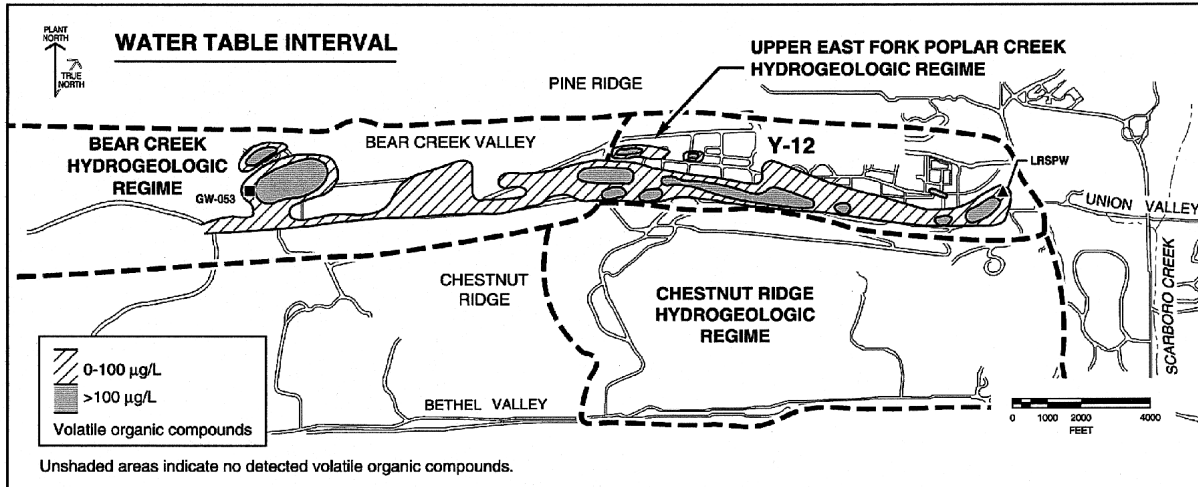 PLANT
NORTH
TRUE
NORTH
WATER TABLE INTERVAL
UPPER EAST FORK POPLAR CREEK
HYDROGEOLOGIC REGIME
PINE RIDGE
BEAR CREEK
HYDROGEOLOGIC
REGIME
BEAR CREEK VALLEY
Y-12
LRSPW
GW-053
UNION VALLEY
CHESTNUT
RIDGE
CHESTNUT RIDGE
HYDROGEOLOGIC
REGIME
SCARBORO CREEK
0-100 µg/L
>100 µg/L
Volatile organic compounds
BETHEL VALLEY
0 1000 2000 4000
FEET
Unshaded areas indicate no detected volatile organic compounds.